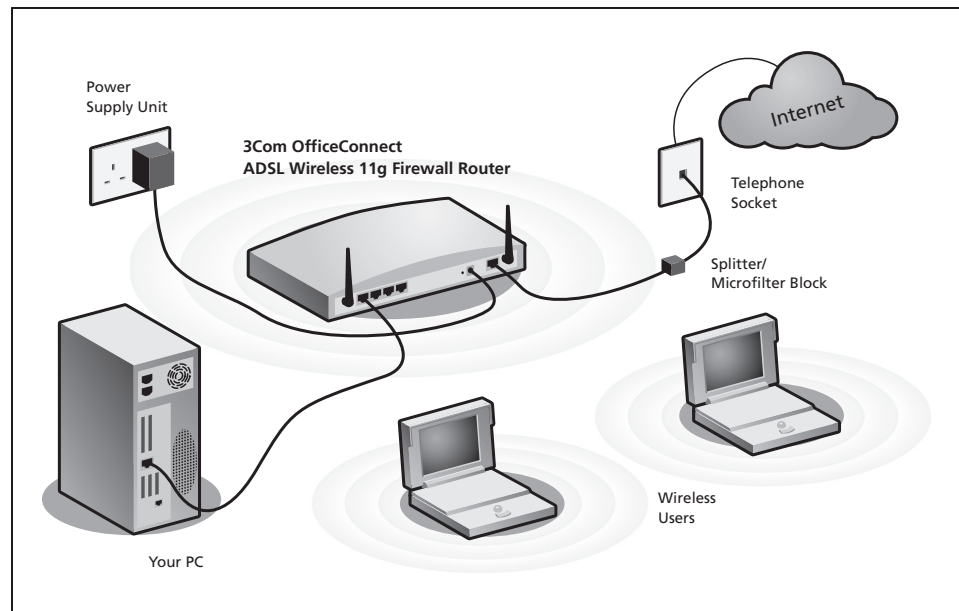 Power
Supply Unit
3Com OfficeConnect
ADSL Wireless 11g Firewall Router
Internet
Telephone
Socket
Splitter/
Microfilter Block
Wireless
Users
Your PC